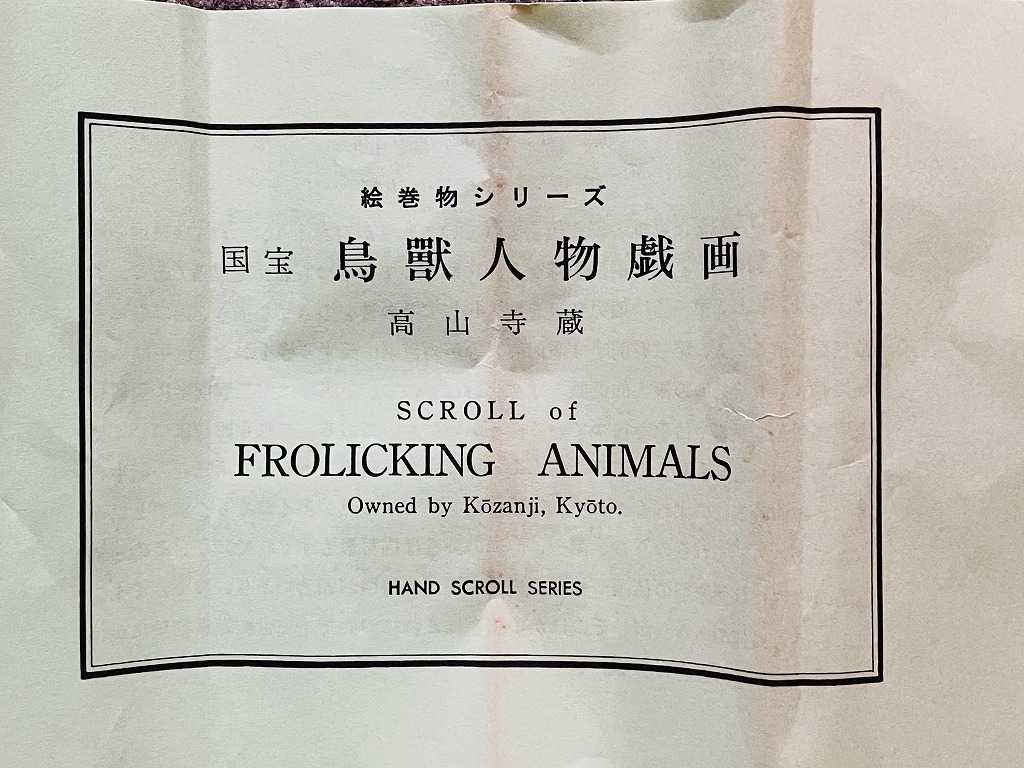 絵巻物シリーズ
国宝 鳥獸人物戯画
高山寺蔵
SCROLL of
FROLICKING ANIMALS
Owned by Kōzanji, Kyōto.
HAND SCROLL SERIES